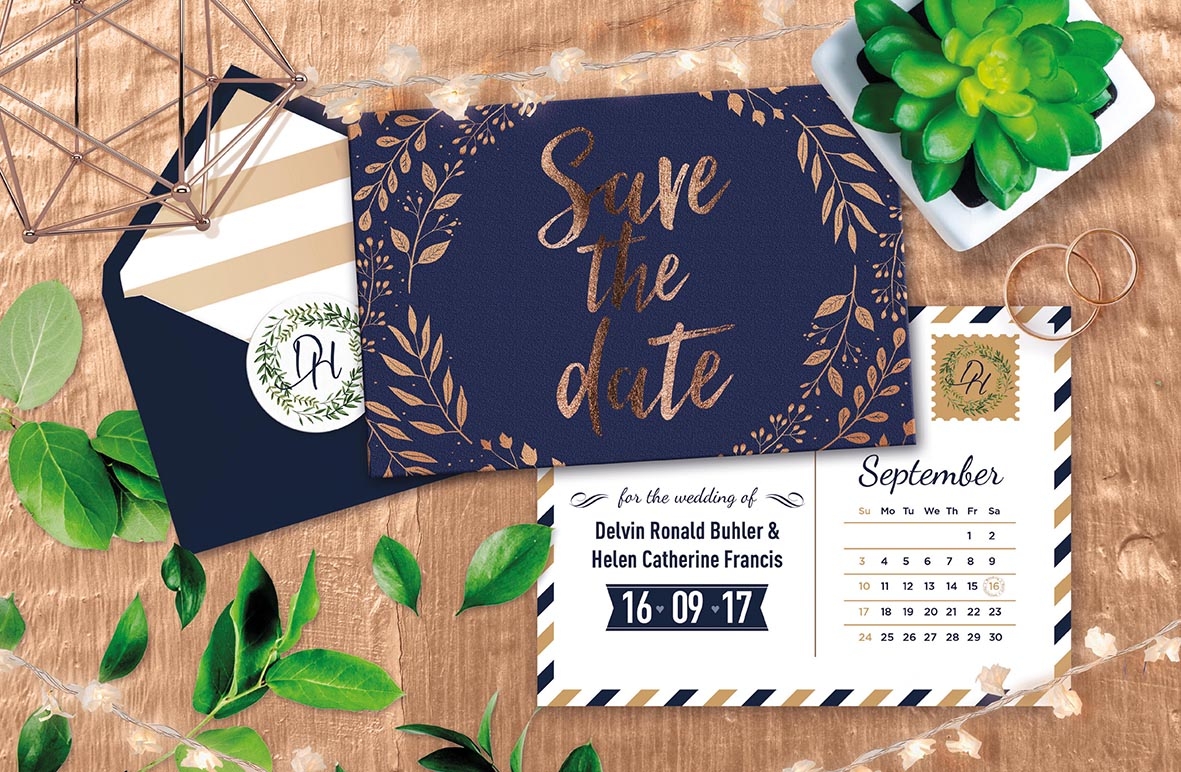 Save
the
date
DH
DH
for the wedding of
Delvin Ronald Buhler &
Helen Catherine Francis
16 ♥ 09 ♥ 17
September
Su Mo Tu We Th Fr Sa
1 2
3 4 5 6 7 8 9
10 11 12 13 14 15 16
17 18 19 20 21 22 23
24 25 26 27 28 29 30